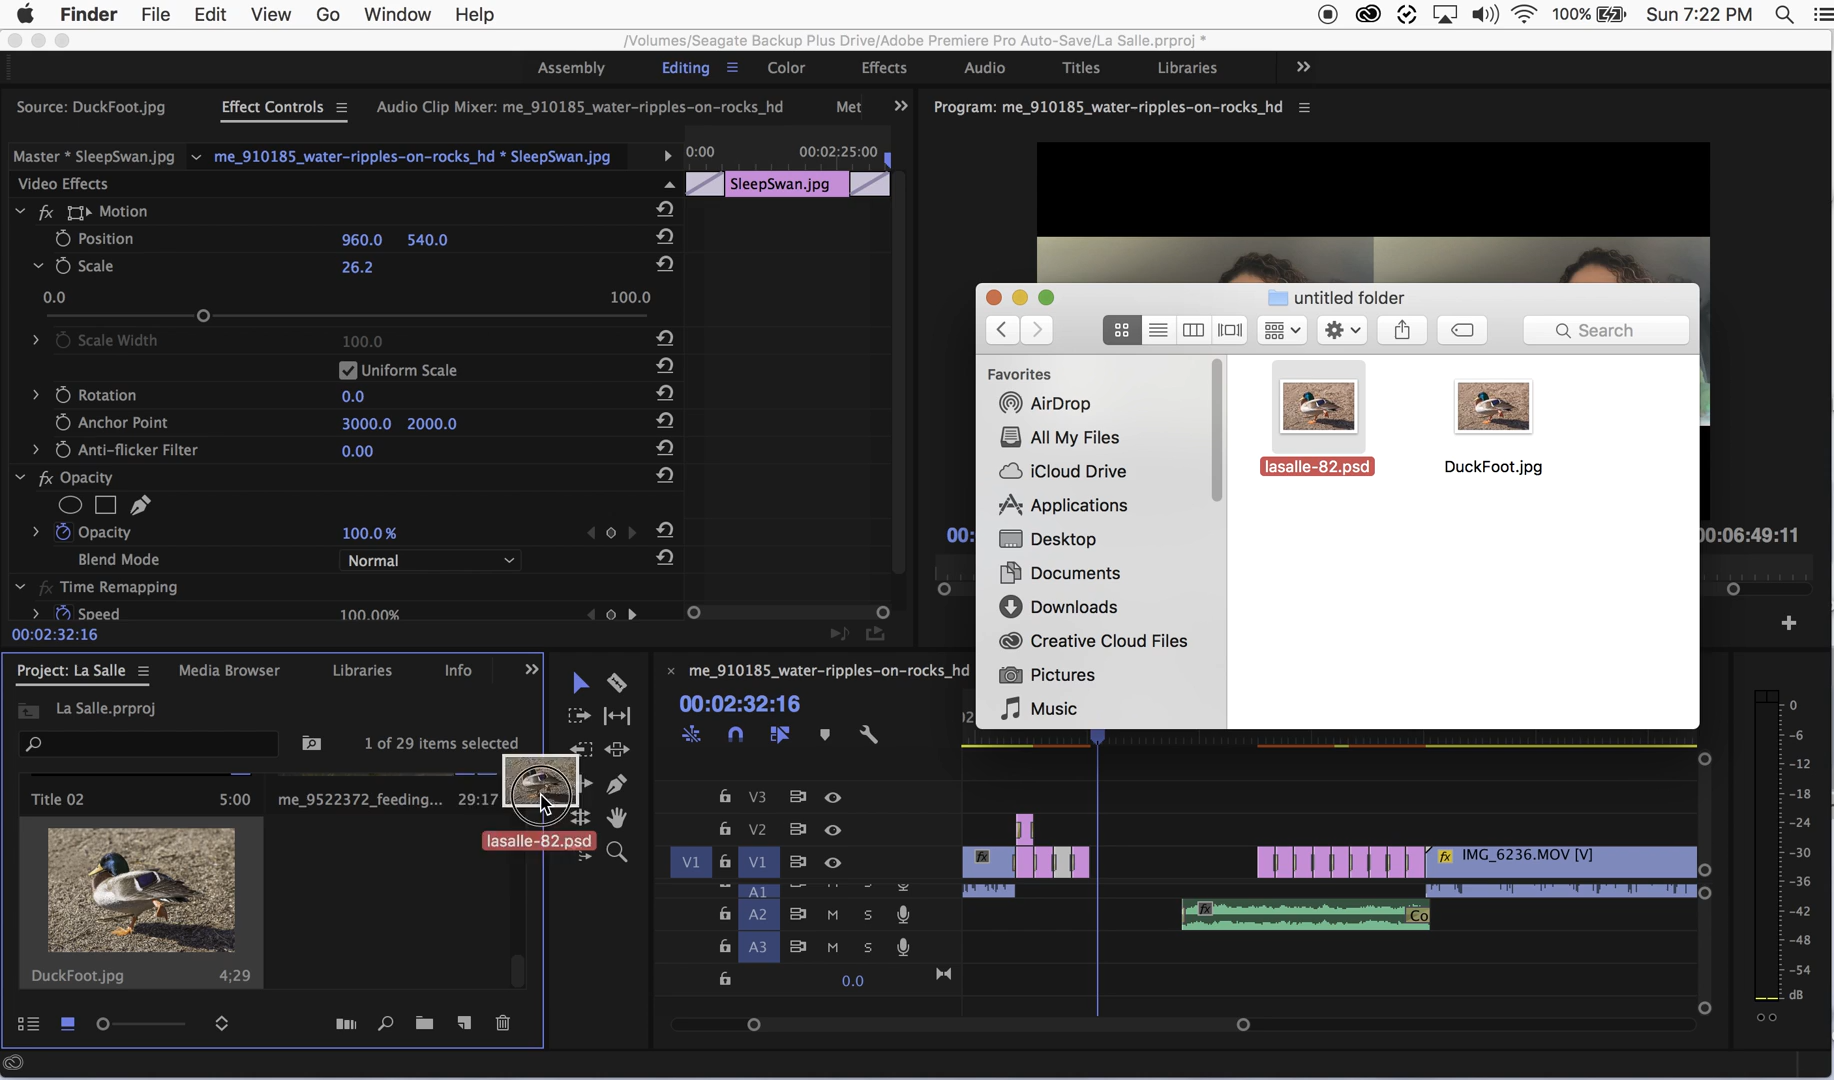 Finder File Edit View Go Window Help 100% Sun 7:22 PM
/Volumes/Seagate Backup Plus Drive/Adobe Premiere Pro Auto-Save/La Salle.prproj *
Assembly Editing Color Effects Audio Titles Libraries
Source: DuckFoot.jpg Effect Controls Audio Clip Mixer: me_910185_water-ripples-on-rocks_hd Met
Program: me_910185_water-ripples-on-rocks_hd
Master * SleepSwan.jpg me_910185_water-ripples-on-rocks_hd * SleepSwan.jpg 0:00 00:02:25:00
Video Effects SleepSwan.jpg
fx Motion
Position 960.0 540.0
Scale 26.2
0.0 100.0
Scale Width 100.0
Uniform Scale
Rotation 0.0
Anchor Point 3000.0 2000.0
Anti-flicker Filter 0.00
fx Opacity
Opacity 100.0 %
Blend Mode Normal
fx Time Remapping
Speed 100.00%
00:02:32:16
untitled folder
Search
Favorites
AirDrop
All My Files
iCloud Drive
Applications
Desktop
Documents
Downloads
Creative Cloud Files
Pictures
Music
lasalle-82.psd DuckFoot.jpg
00: 00:06:49:11
Project: La Salle Media Browser Libraries Info
La Salle.prproj
1 of 29 items selected
Title 02 5:00 me_9522372_feeding... 29:17
lasalle-82.psd
DuckFoot.jpg 4;29
× me_910185_water-ripples-on-rocks_hd
00:02:32:16
V3
V2
V1 V1 fx fx IMG_6236.MOV [V]
A1
A2 M S fx Co
A3 M S
0.0
0
-6
-12
-18
-24
-30
-36
-42
-48
-54
dB